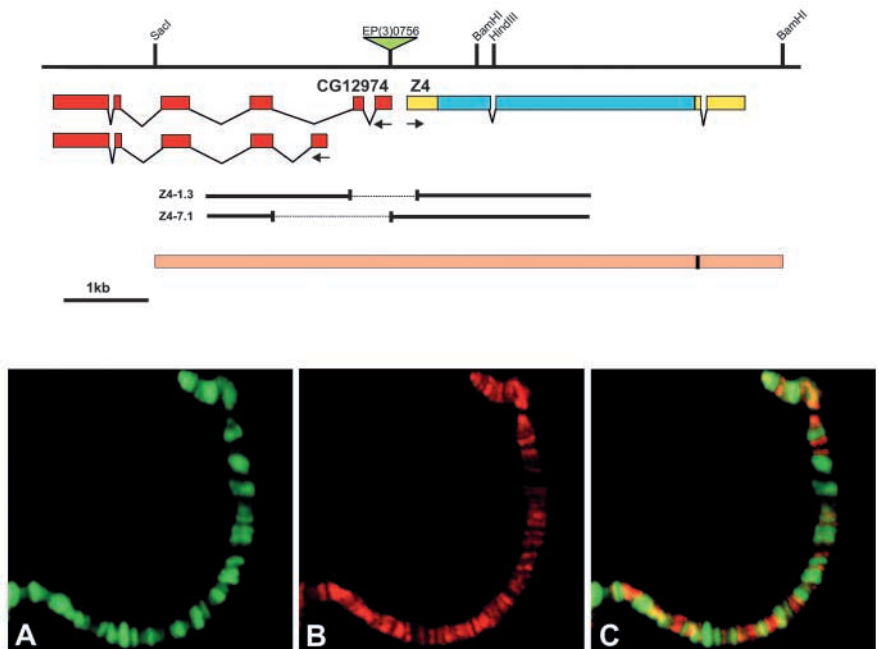 SacI
EP(3)0756
BamHI
HindIII
BamHI
CG12974
Z4
Z4-1.3
Z4-7.1
1kb
A
B
C